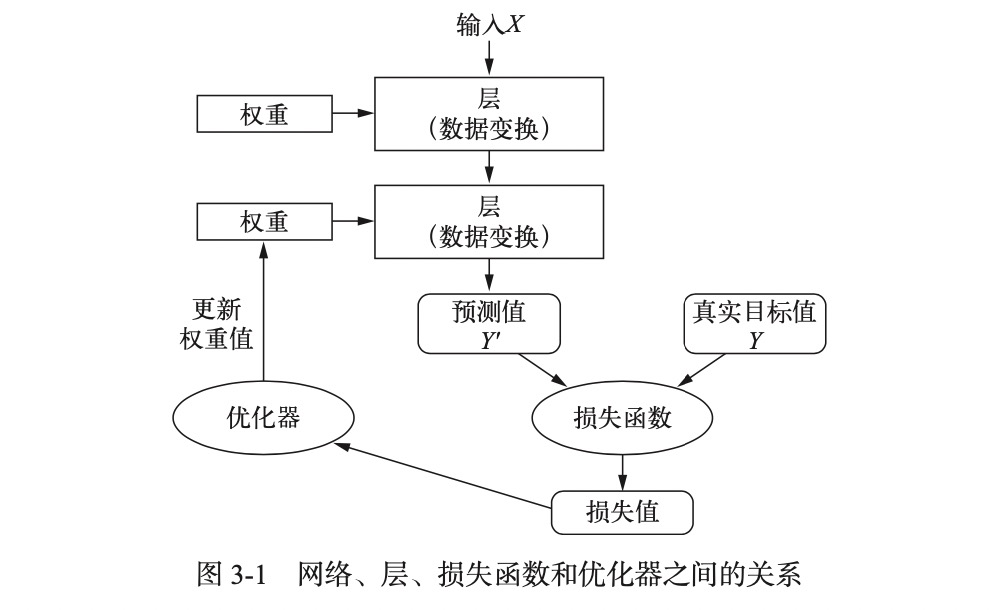 输入X
权重
层
（数据变换）
权重
层
（数据变换）
更新
权重值
预测值
Y'
真实目标值
Y
优化器
损失函数
损失值
图 3-1 网络、层、损失函数和优化器之间的关系